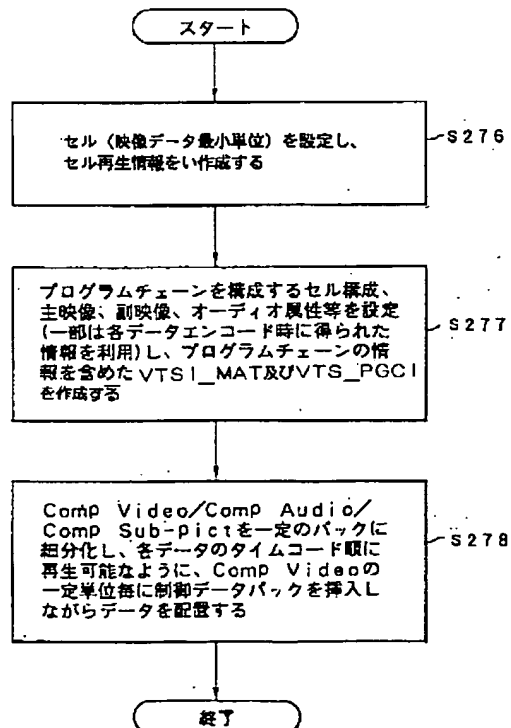 スタート
セル（映像データ最小単位）を設定し、
セル再生情報をい作成する
S276
プログラムチェーンを構成するセル構成、
主映像、副映像、オーディオ属性等を設定
(一部は各データエンコード時に得られた
情報を利用)し、プログラムチェーンの情
報を含めたVTSI_MAT及びVTS_PGCI
を作成する
S277
Comp Video/Comp Audio/
Comp Sub-pictを一定のパックに
細分化し、各データのタイムコード順に
再生可能なように、Comp Videoの
一定単位毎に制御データパックを挿入し
ながらデータを配置する
S278
終了